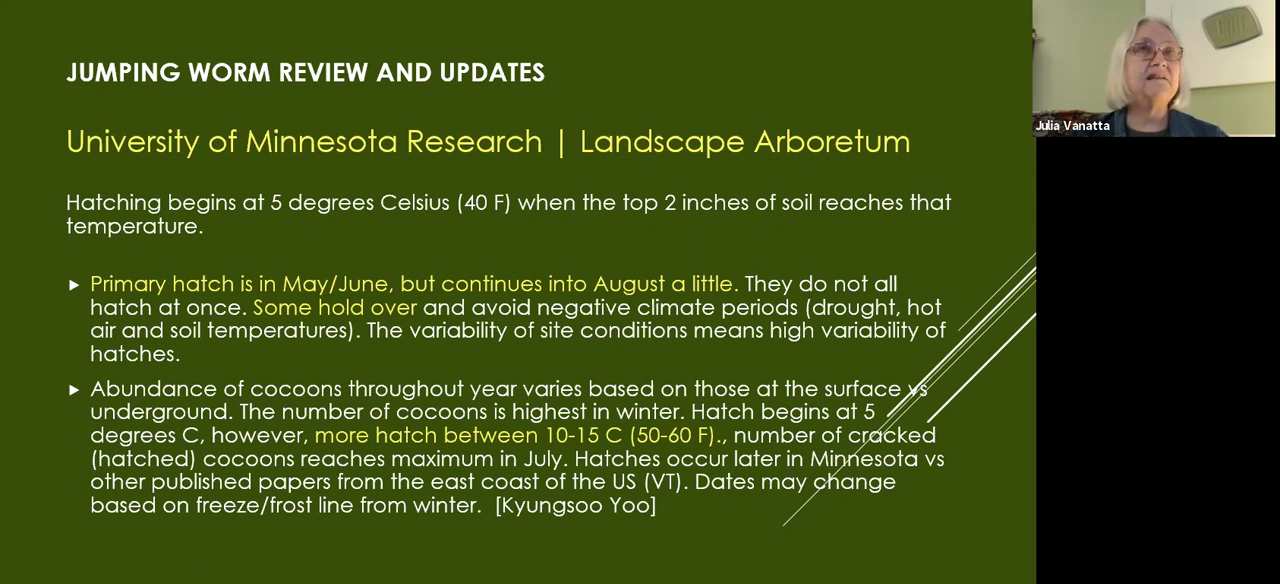 JUMPING WORM REVIEW AND UPDATES
University of Minnesota Research | Landscape Arboretum
Hatching begins at 5 degrees Celsius (40 F) when the top 2 inches of soil reaches that
temperature.
Primary hatch is in May/June, but continues into August a little. They do not all
hatch at once. Some hold over and avoid negative climate periods (drought, hot
air and soil temperatures). The variability of site conditions means high variability of
hatches.
Abundance of cocoons throughout year varies based on those at the surface vs
underground. The number of cocoons is highest in winter. Hatch begins at 5
degrees C, however, more hatch between 10-15 C (50-60 F)., number of cracked
(hatched) cocoons reaches maximum in July. Hatches occur later in Minnesota vs
other published papers from the east coast of the US (VT). Dates may change
based on freeze/frost line from winter. [Kyungsoo Yoo]
Julia Vanatta